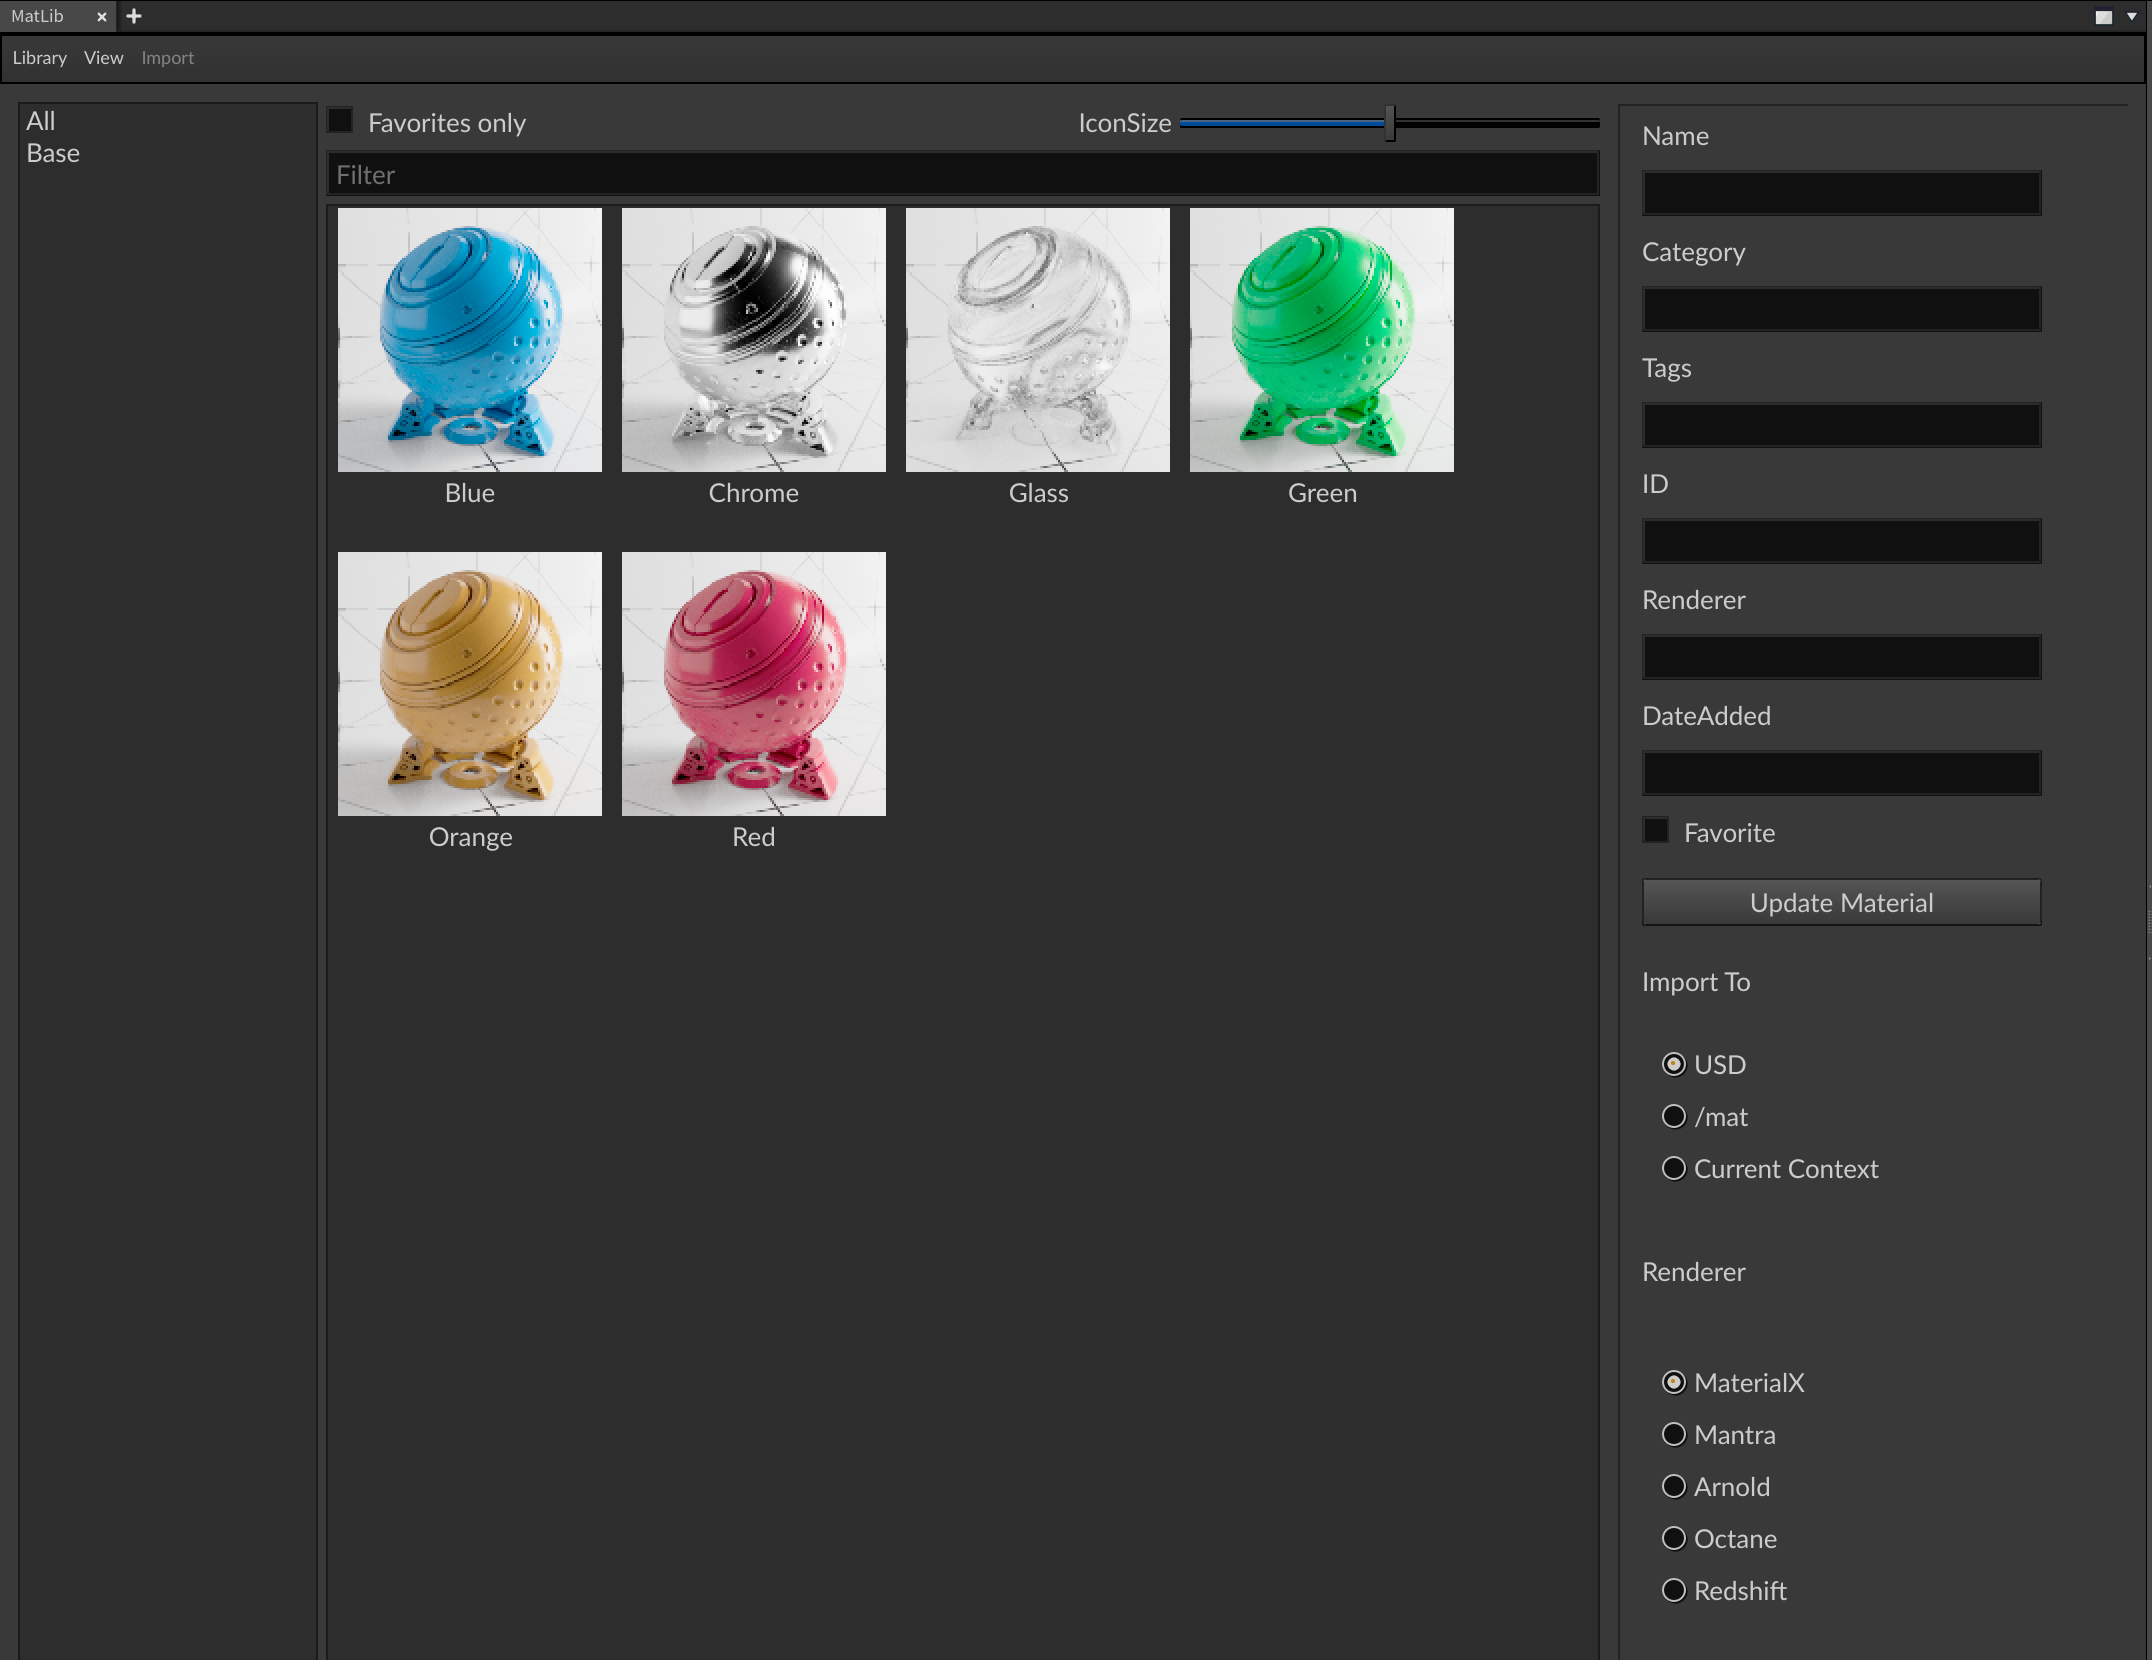 MatLib
Library View Import
All
Base
Favorites only
IconSize
Filter
Blue
Chrome
Glass
Green
Orange
Red
Name
Category
Tags
ID
Renderer
DateAdded
Favorite
Update Material
Import To
USD
/mat
Current Context
Renderer
MaterialX
Mantra
Arnold
Octane
Redshift